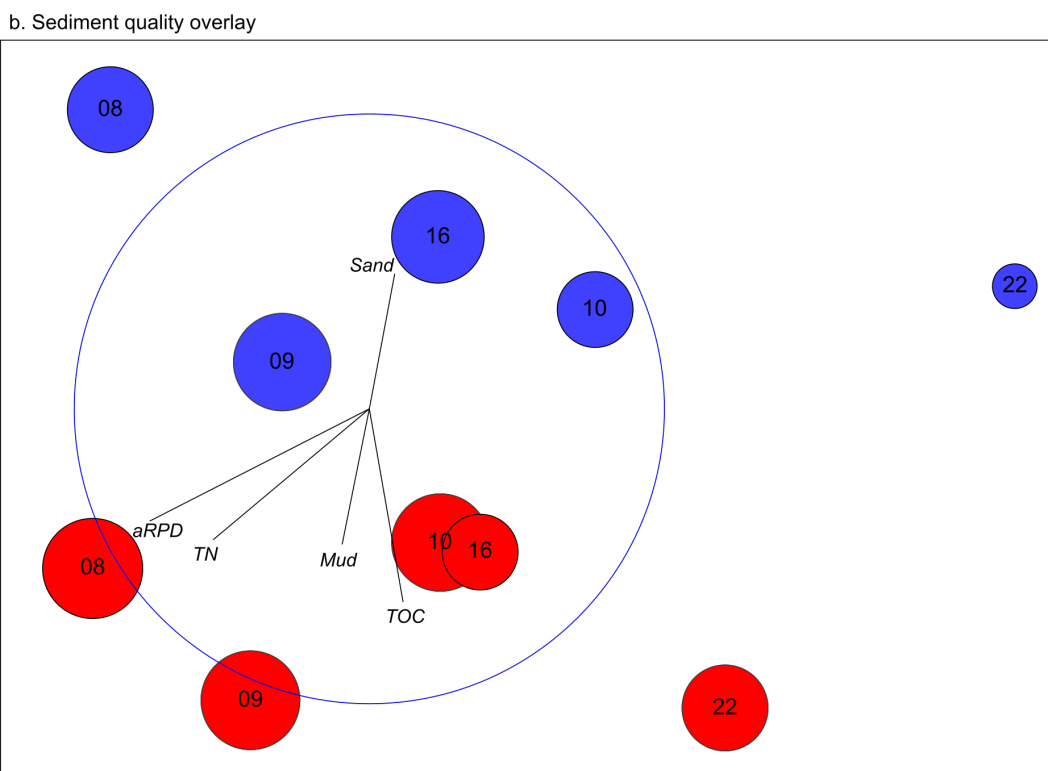 b. Sediment quality overlay
08
16
Sand
22
10
09
aRPD
TN
Mud
10
16
08
TOC
09
22